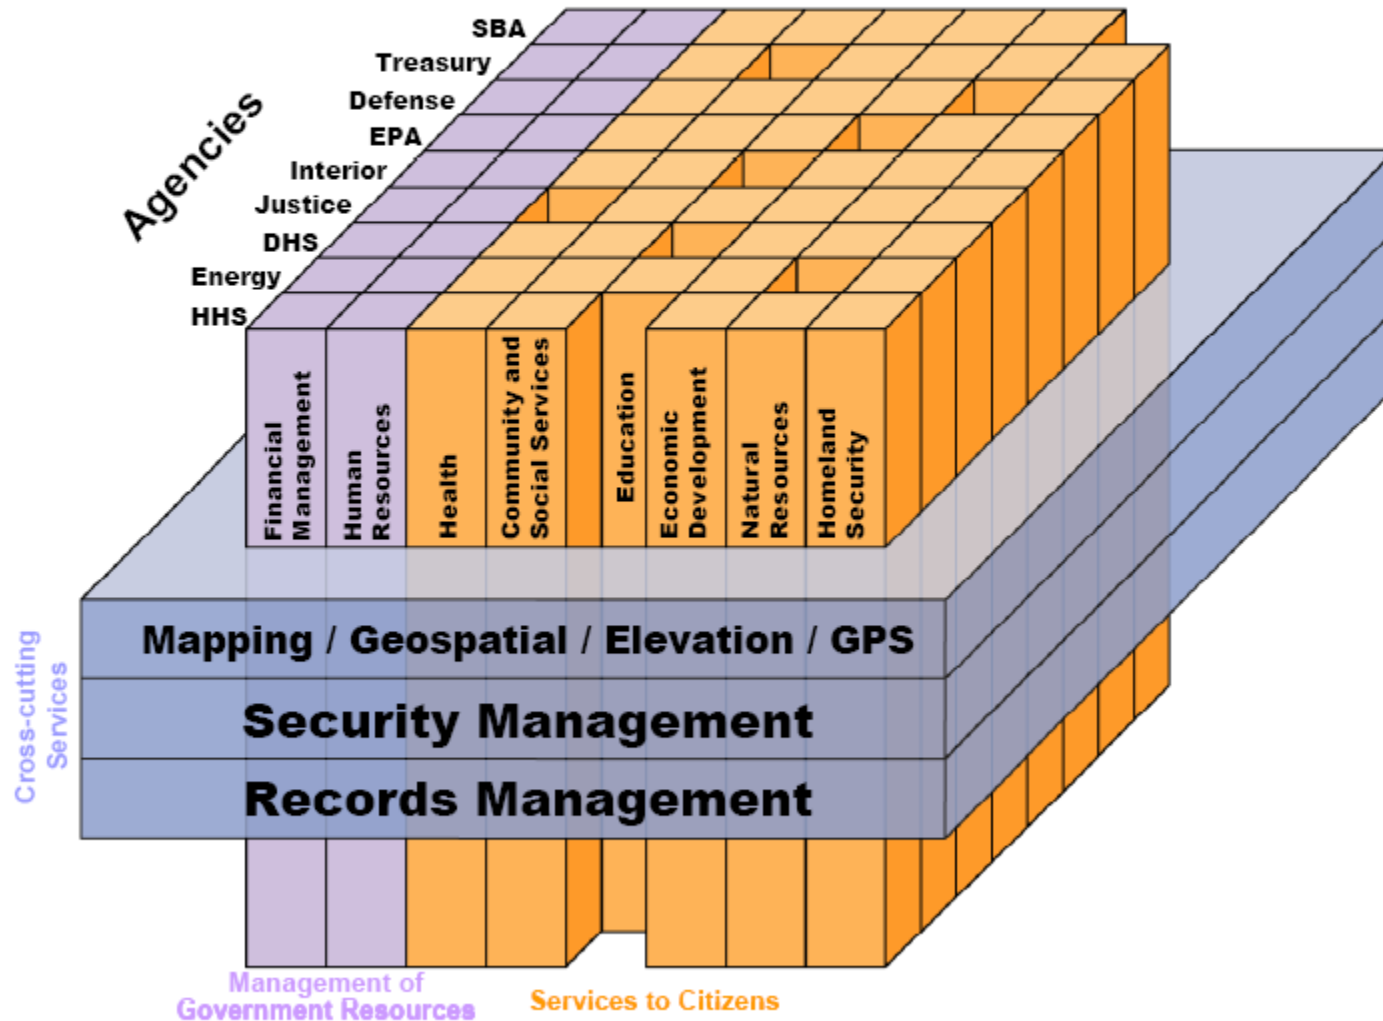 Agencies
SBA
Treasury
Defense
EPA
Interior
Justice
DHS
Energy
HHS
Financial
Management
Human
Resources
Health
Community and
Social Services
Education
Economic
Development
Natural
Resources
Homeland
Security
Cross-cutting
Services
Mapping / Geospatial / Elevation / GPS
Security Management
Records Management
Management of
Government Resources
Services to Citizens